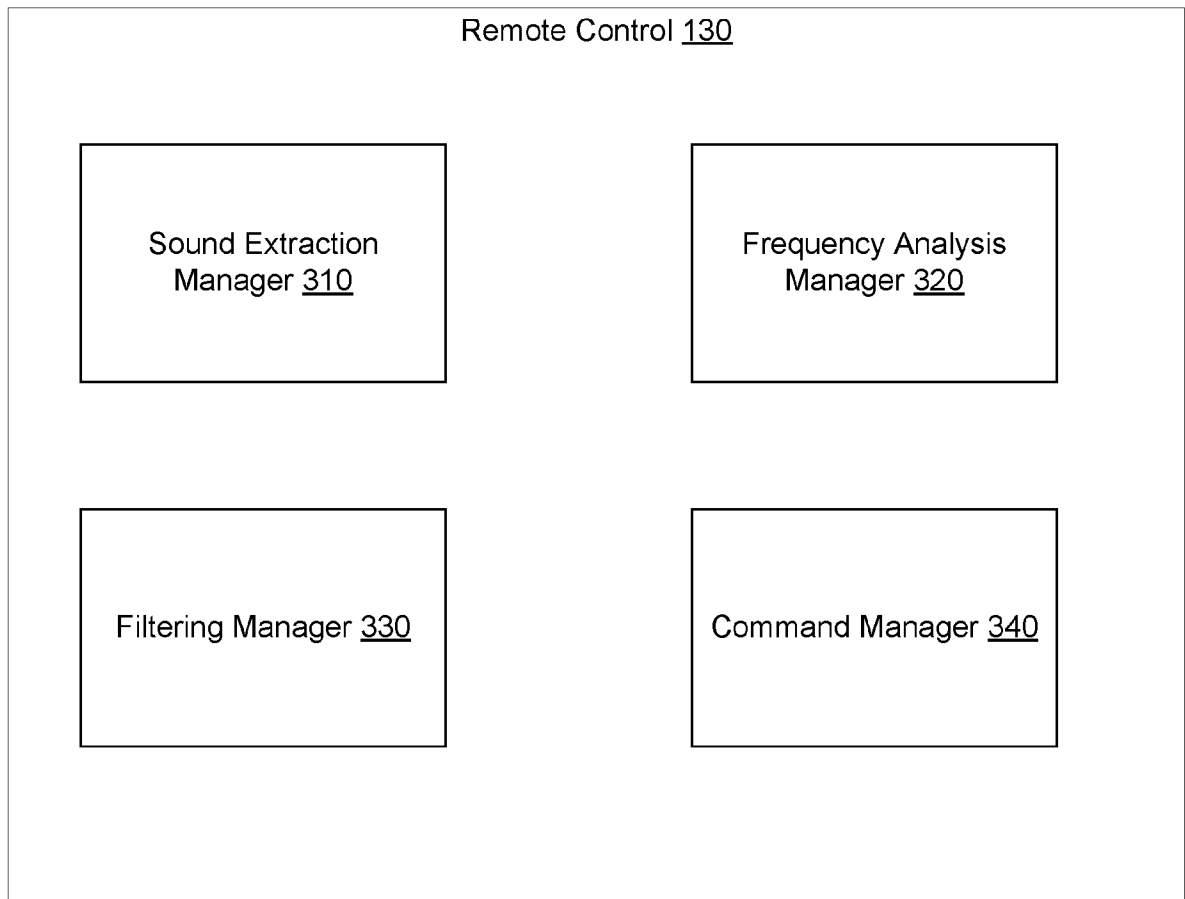 Remote Control 130
Sound Extraction
Manager 310
Frequency Analysis
Manager 320
Filtering Manager 330
Command Manager 340